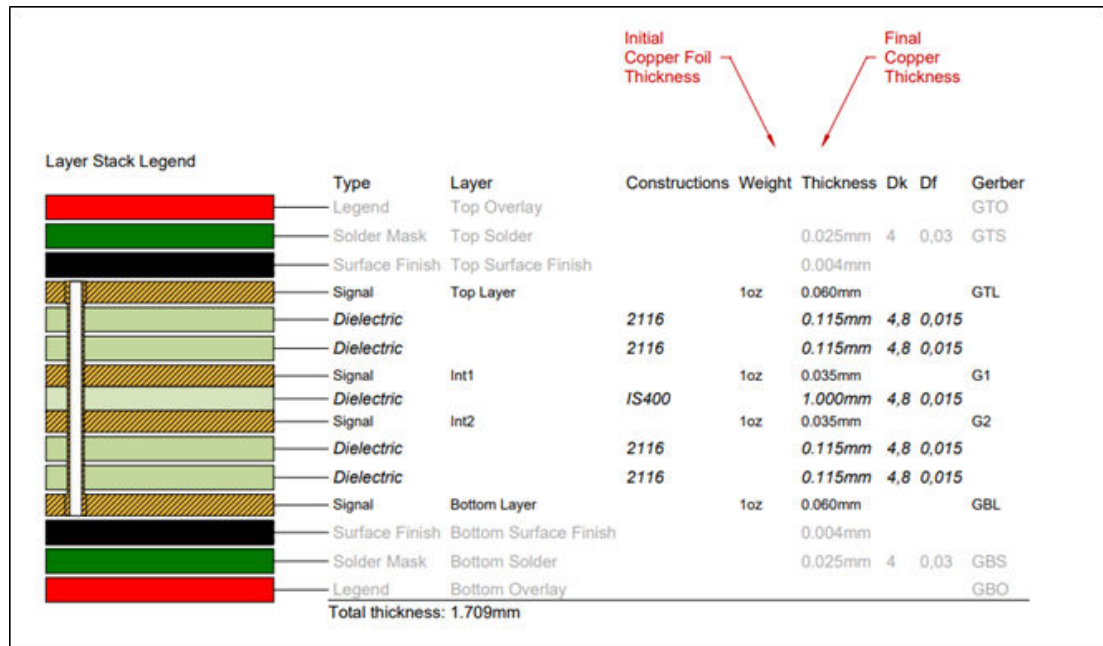 Initial
Copper Foil
Thickness
Final
Copper
Thickness
Layer Stack Legend
Type Layer Constructions Weight Thickness Dk Df Gerber
Legend Top Overlay GTO
Solder Mask Top Solder 0.025mm 4 0,03 GTS
Surface Finish Top Surface Finish 0.004mm
Signal Top Layer 1oz 0.060mm GTL
Dielectric 2116 0.115mm 4,8 0,015
Dielectric 2116 0.115mm 4,8 0,015
Signal Int1 1oz 0.035mm G1
Dielectric IS400 1.000mm 4,8 0,015
Signal Int2 1oz 0.035mm G2
Dielectric 2116 0.115mm 4,8 0,015
Dielectric 2116 0.115mm 4,8 0,015
Signal Bottom Layer 1oz 0.060mm GBL
Surface Finish Bottom Surface Finish 0.004mm
Solder Mask Bottom Solder 0.025mm 4 0,03 GBS
Legend Bottom Overlay GBO
Total thickness: 1.709mm